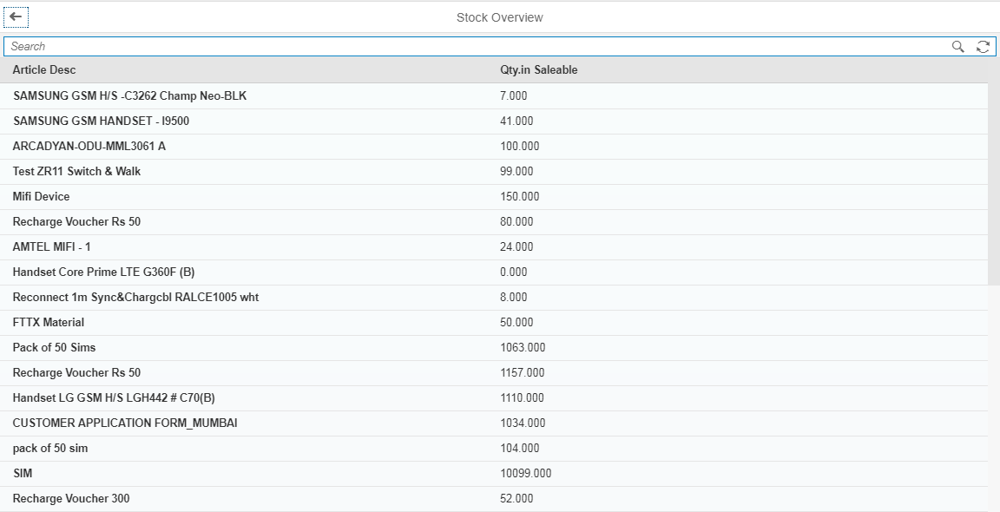 Stock Overview
Search
Article Desc Qty.in Saleable
SAMSUNG GSM H/S -C3262 Champ Neo-BLK 7.000
SAMSUNG GSM HANDSET - I9500 41.000
ARCADYAN-ODU-MML3061 A 100.000
Test ZR11 Switch & Walk 99.000
Mifi Device 150.000
Recharge Voucher Rs 50 80.000
AMTEL MIFI - 1 24.000
Handset Core Prime LTE G360F (B) 0.000
Reconnect 1m Sync&Chargcbl RALCE1005 wht 8.000
FTTX Material 50.000
Pack of 50 Sims 1063.000
Recharge Voucher Rs 50 1157.000
Handset LG GSM H/S LGH442 # C70(B) 1110.000
CUSTOMER APPLICATION FORM_MUMBAI 1034.000
pack of 50 sim 104.000
SIM 10099.000
Recharge Voucher 300 52.000